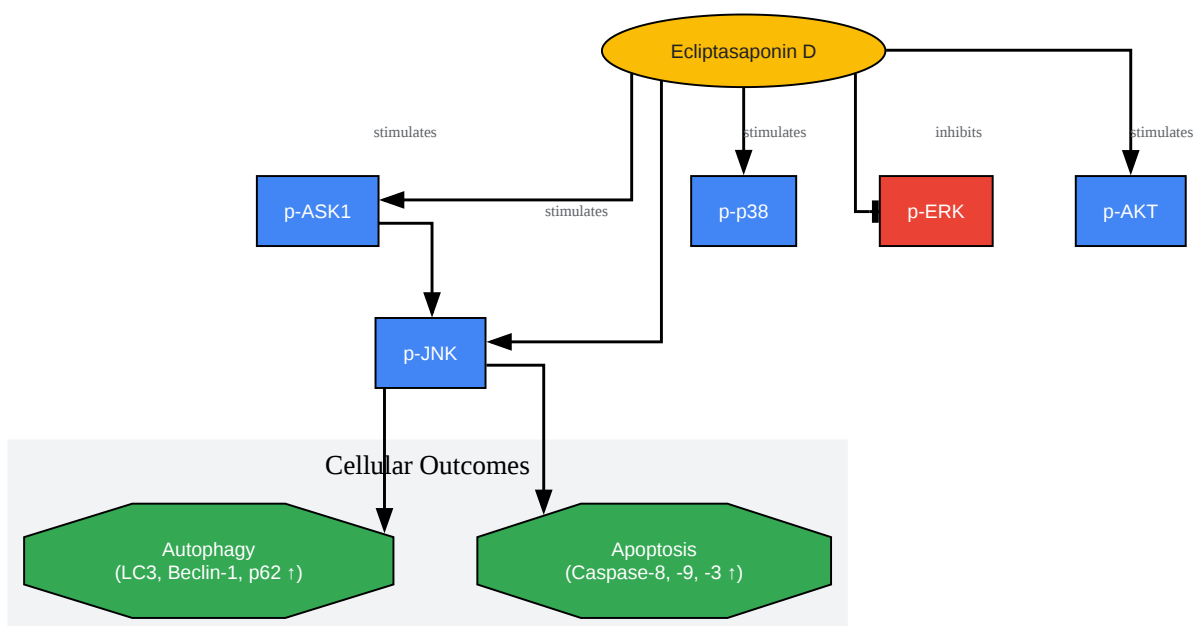 Ecliptasaponin D
stimulates
stimulates
inhibits
stimulates
p-ASK1
stimulates
p-p38
p-ERK
p-AKT
p-JNK
Cellular Outcomes
Autophagy
(LC3, Beclin-1, p62 ↑)
Apoptosis
(Caspase-8, -9, -3 ↑)